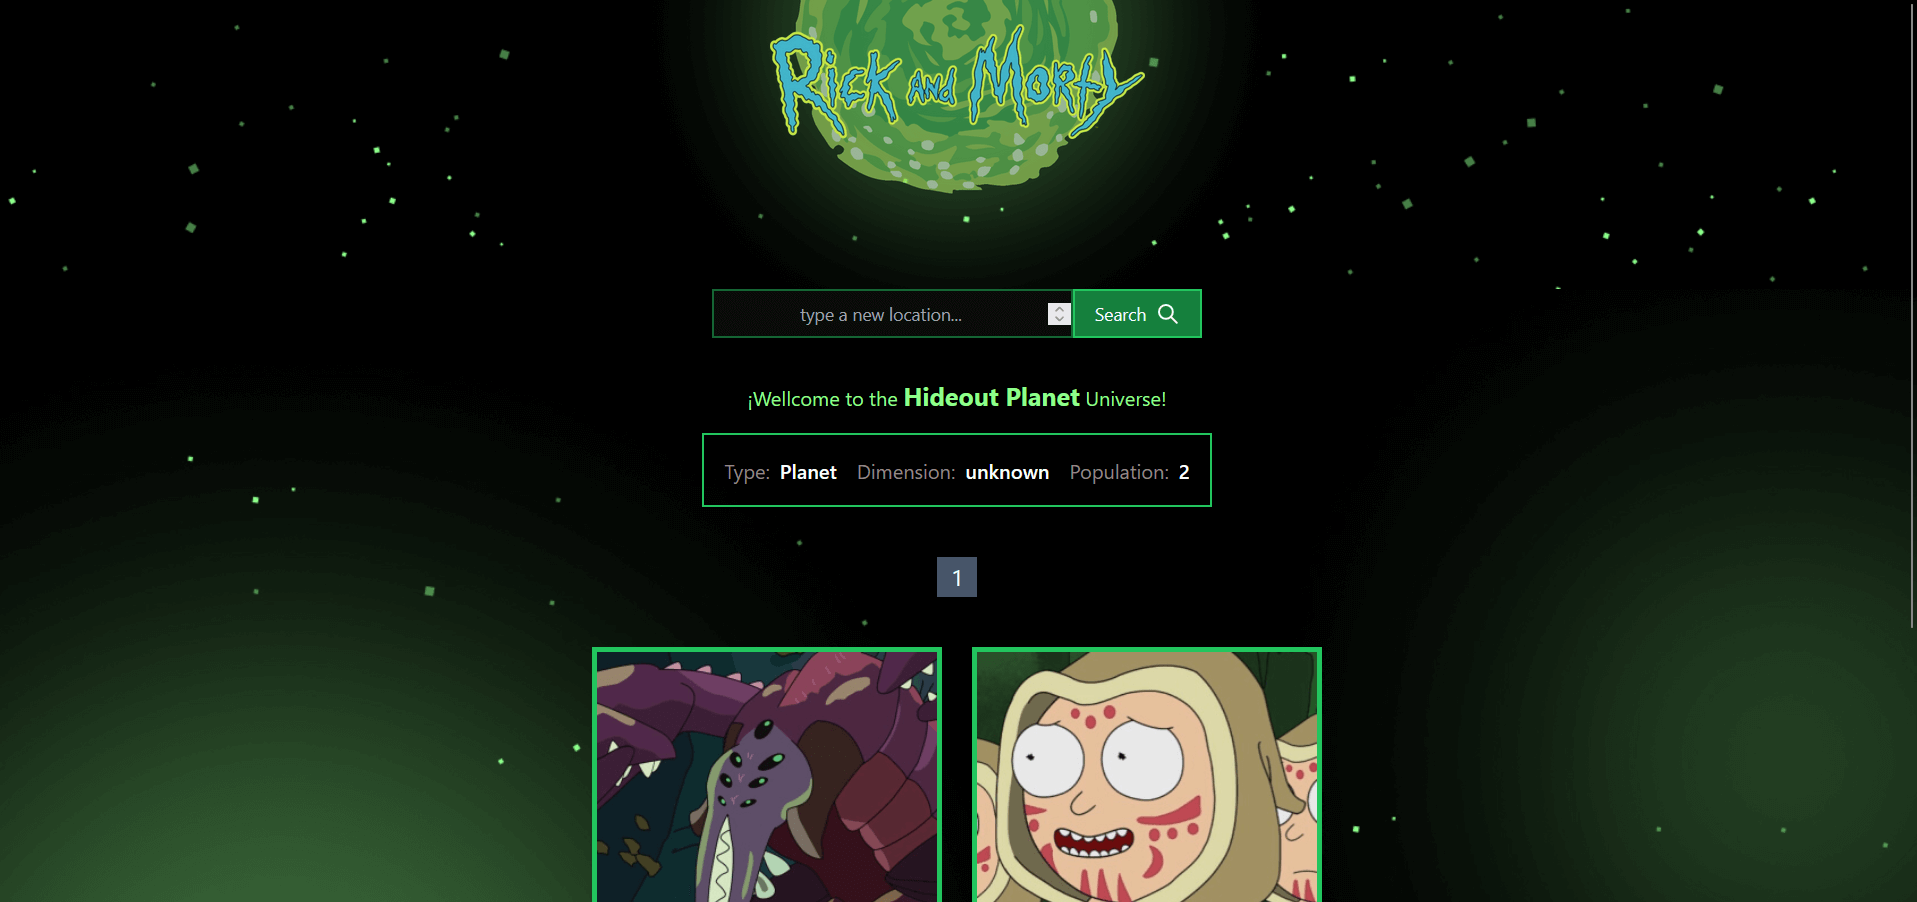 Rick and Morty
type a new location...
Search
¡Wellcome to the Hideout Planet Universe!
Type: Planet Dimension: unknown Population: 2
1